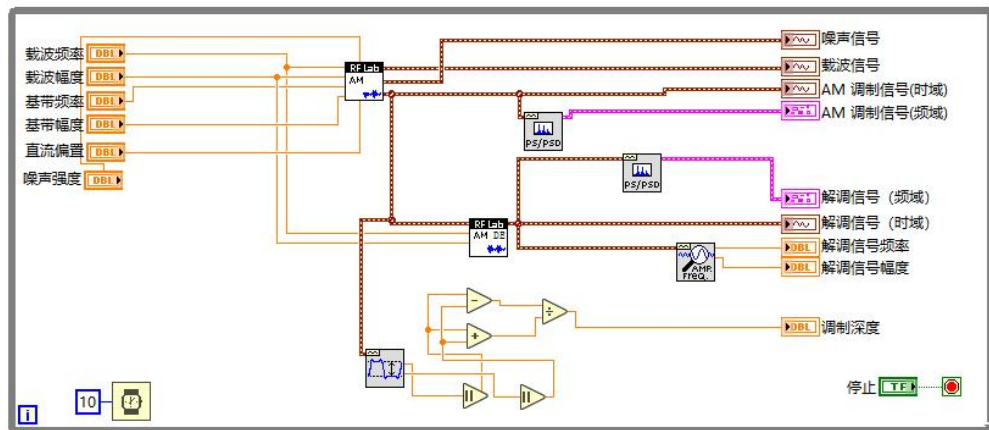 载波频率 DBL
载波幅度 DBL
基带频率 DBL
基带幅度 DBL
直流偏置 DBL
噪声强度 DBL
RF Lab
AM
噪声信号
载波信号
AM 调制信号(时域)
AM 调制信号(频域)
PS/PSD
PS/PSD
解调信号（频域）
解调信号（时域）
RF Lab
AM DE
DBL 解调信号频率
DBL 解调信号幅度
AMP
Freq.
DBL 调制深度
停止 TF
10
i